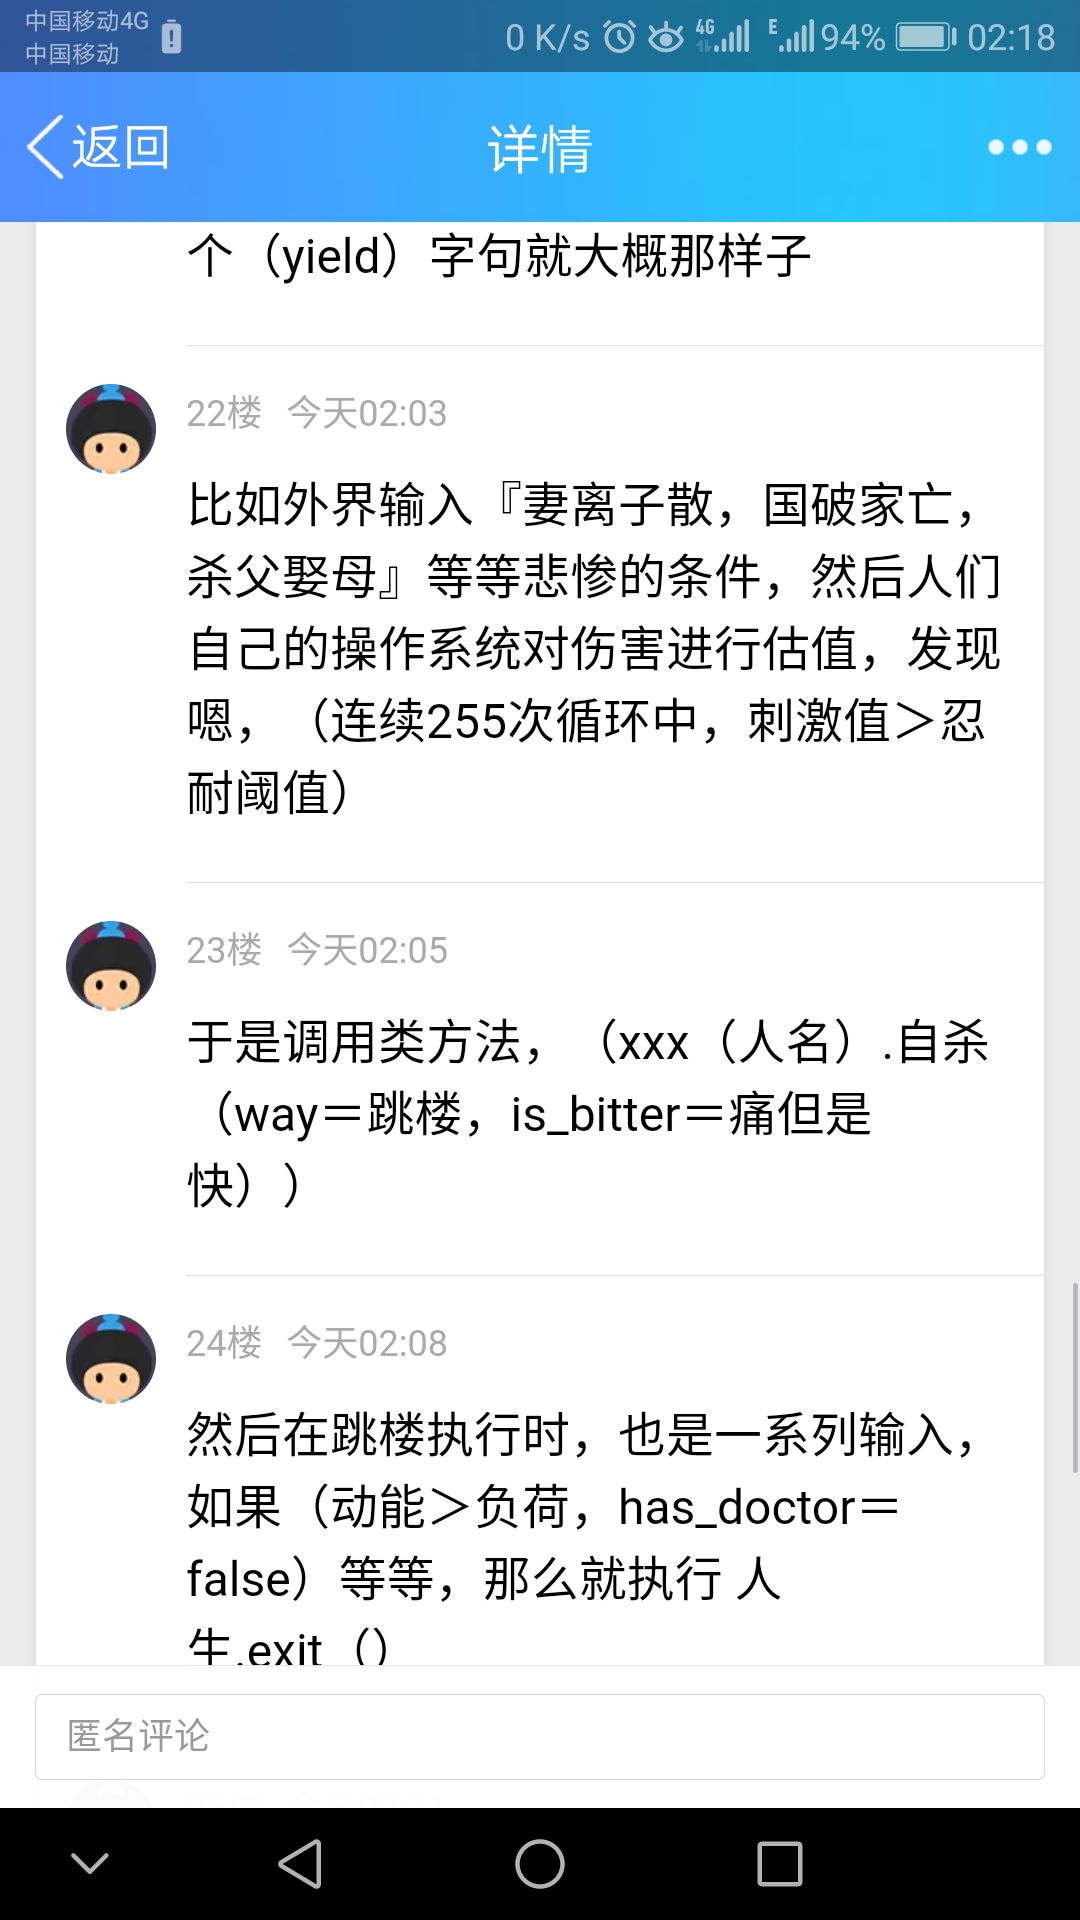 中国移动4G
中国移动
0 K/s 4G E 94% 02:18
返回 详情
个（yield）字句就大概那样子
22楼 今天02:03
比如外界输入『妻离子散，国破家亡，
杀父娶母』等等悲惨的条件，然后人们
自己的操作系统对伤害进行估值，发现
嗯，（连续255次循环中，刺激值＞忍
耐阈值）
23楼 今天02:05
于是调用类方法，（xxx（人名）.自杀
（way＝跳楼，is_bitter＝痛但是
快））
24楼 今天02:08
然后在跳楼执行时，也是一系列输入，
如果（动能＞负荷，has_doctor＝
false）等等，那么就执行 人
生.exit（）
匿名评论